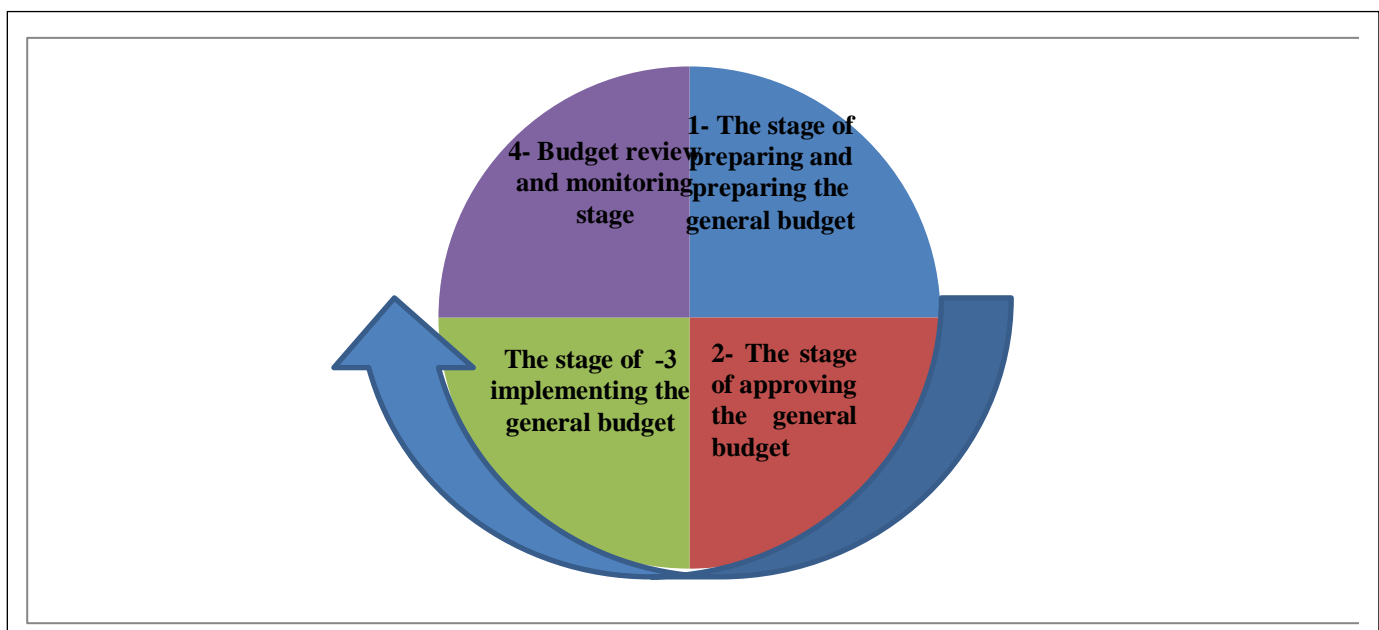 1- The stage of
preparing and
preparing the
general budget
2- The stage
of approving
the general
budget
The stage of -3
implementing the
general budget
4- Budget review
and monitoring
stage